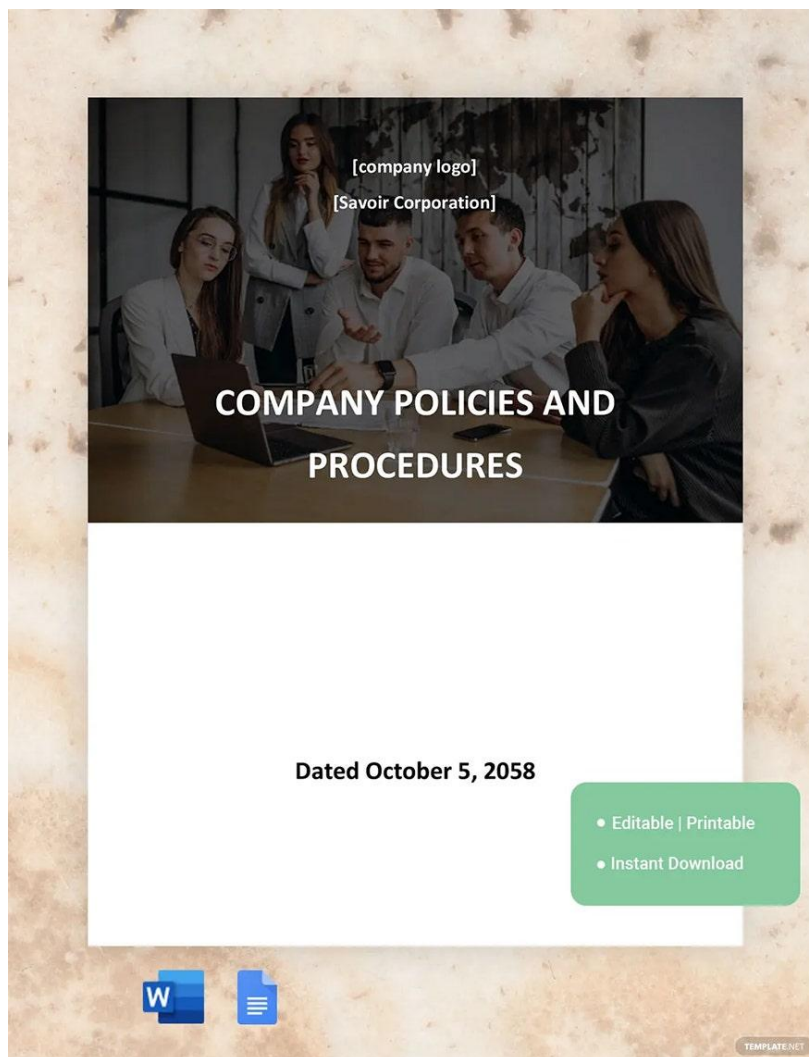 [company logo]
[Savoir Corporation]
COMPANY POLICIES AND
PROCEDURES
Dated October 5, 2058
• Editable | Printable
• Instant Download
W
TEMPLATE.NET